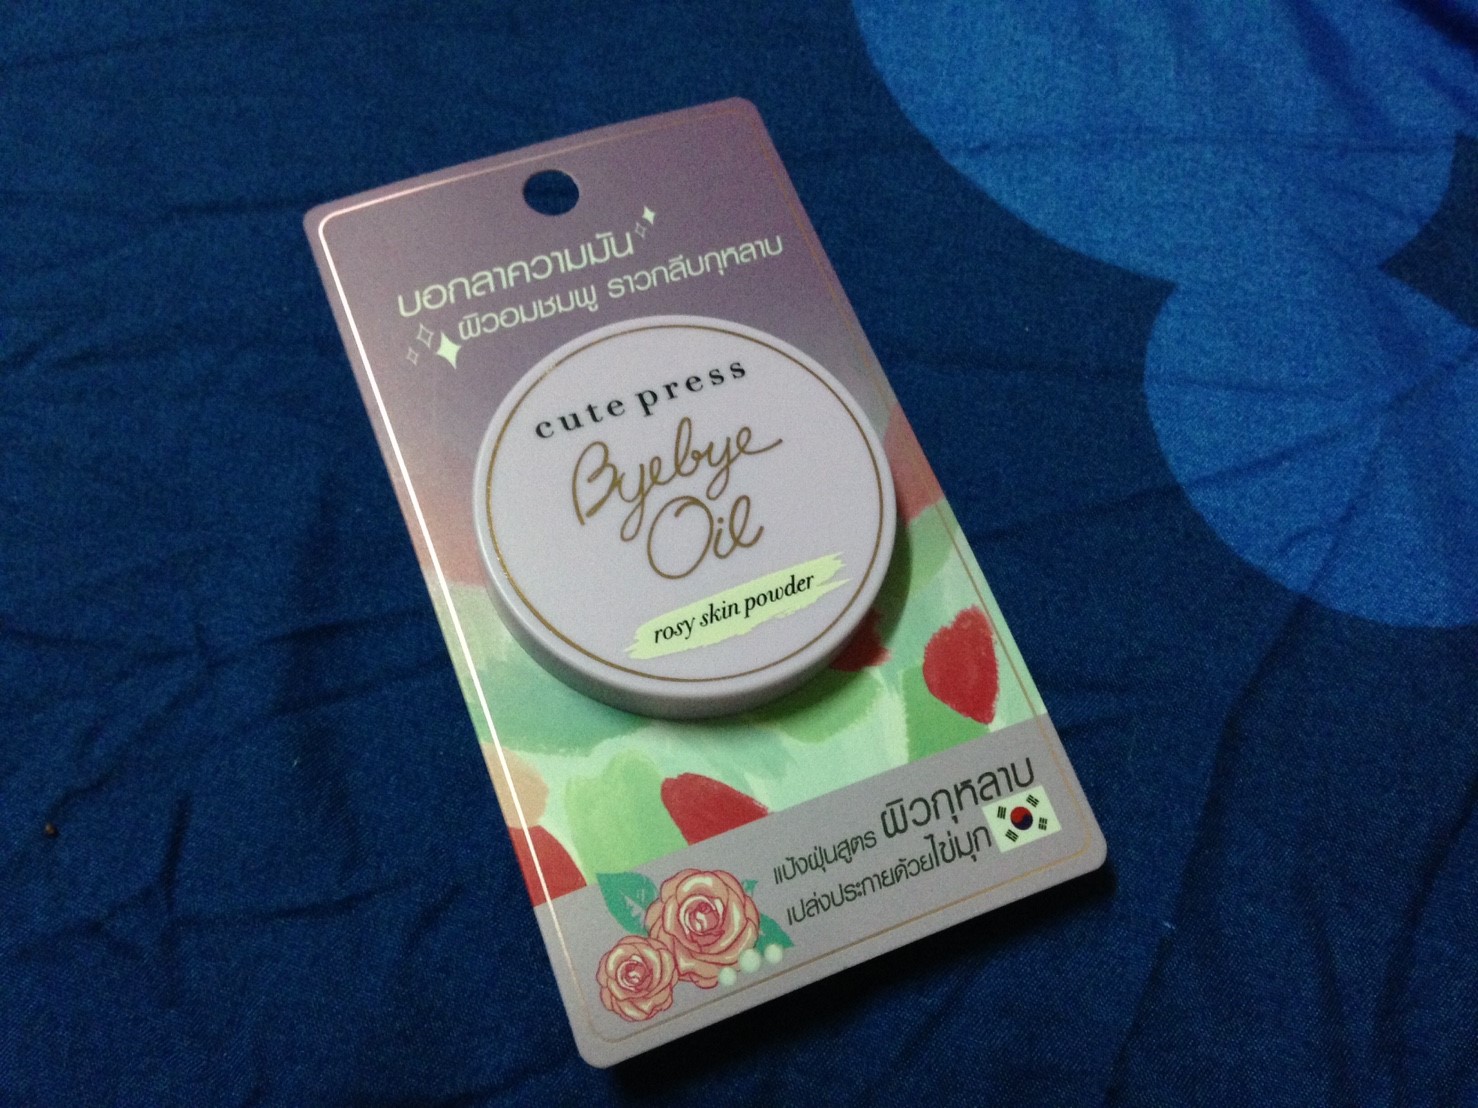 บอกลาความมัน
ผิวอมชมพู ราวกลีบกุหลาบ
cute press
Byebye
Oil
rosy skin powder
แป้งฝุ่นสูตร ผิวกุหลาบ
เปล่งประกายด้วยไข่มุก